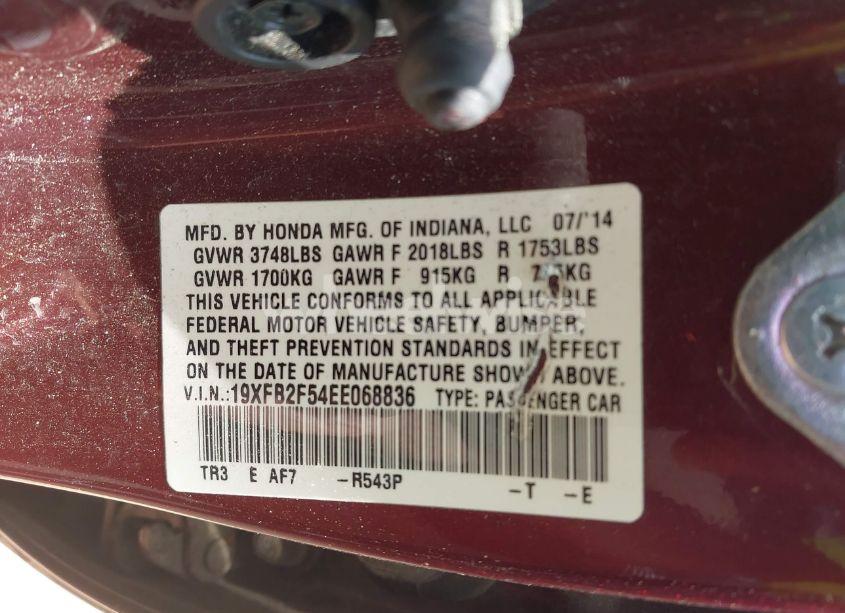 MFD. BY HONDA MFG. OF INDIANA, LLC 07/'14
GVWR 3748LBS GAWR F 2018LBS R 1753LBS
GVWR 1700KG GAWR F 915KG R
THIS VEHICLE CONFORMS TO ALL APPLICABLE
FEDERAL MOTOR VEHICLE SAFETY, BUMPER,
AND THEFT PREVENTION STANDARDS IN EFFECT
ON THE DATE OF MANUFACTURE SHOWN ABOVE.
V.I.N.:19XFB2F54EE068836 TYPE: PASSENGER CAR
TR3 E AF7 -R543P -T -E